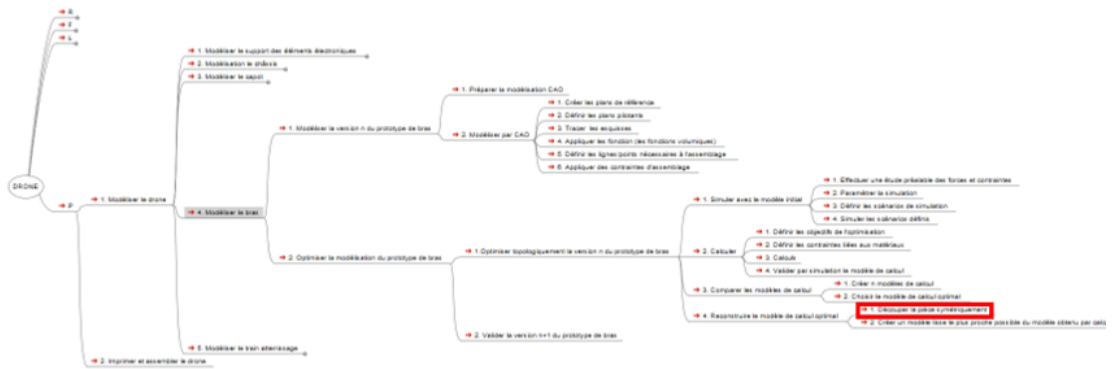 R
F
L
1. Modéliser le support des éléments électroniques
2. Modélisation le châssis
3. Modéliser le capot
1. Préparer la modélisation CAO
1. Créer les plans de référence
2. Définir les plans pilotants
3. Tracer les esquisses
1. Modéliser la version n du prototype de bras
2. Modéliser par CAO
4. Appliquer les fonction (les fonctions volumiques)
5. Définir les lignes/points nécessaires à l'assemblage
6. Appliquer des contraintes d'assemblage
DRONE
P
1. Modéliser le drone
4. Modéliser le bras
1. Effectuer une étude préalable des forces et contraintes
2. Paramétrer la simulation
1. Simuler avec le modèle initial
3. Définir les scénarios de simulation
4. Simuler les scénarios définis
1. Définir les objectifs de l'optimisation
2. Définir les contraintes liées aux matériaux
2. Optimiser la modélisation du prototype de bras
1.Optimiser topologiquement la version n du prototype de bras
2. Calculer
3. Calculs
4. Valider par simulation le modèle de calcul
1. Créer n modèles de calcul
3. Comparer les modèles de calcul
2. Choisir le modèle de calcul optimal
1. Découper la pièce symétriquement
4. Reconstruire le modèle de calcul optimal
2. Créer un modèle lisse le plus proche possible du modèle obtenu par calc
2. Valider la version n+1 du prototype de bras
5. Modéliser le train atterrissage
2. Imprimer et assembler le drone